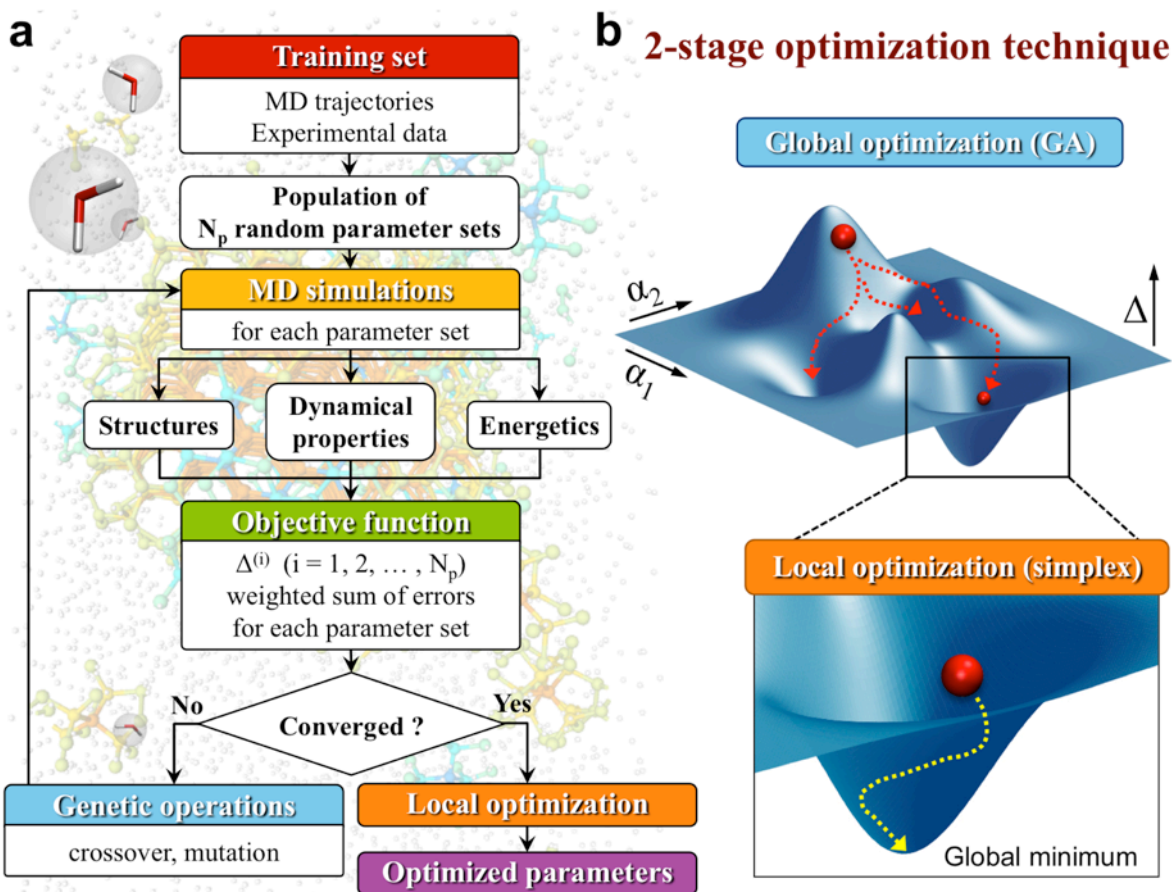 a
Training set
MD trajectories
Experimental data
Population of
Nₚ random parameter sets
MD simulations
for each parameter set
Structures
Dynamical
properties
Energetics
Objective function
Δ⁽ⁱ⁾ (i = 1, 2, … , Nₚ)
weighted sum of errors
for each parameter set
No
Converged ?
Yes
Genetic operations
crossover, mutation
Local optimization
Optimized parameters
b
2-stage optimization technique
Global optimization (GA)
α₂
α₁
Δ
Local optimization (simplex)
Global minimum